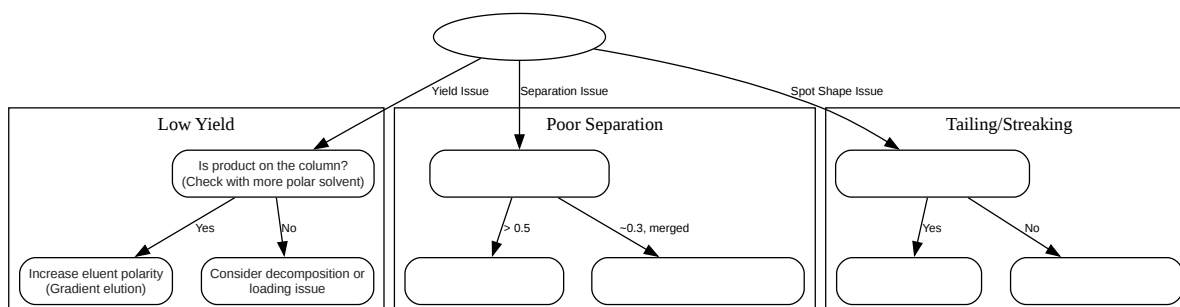 Yield Issue
Separation Issue
Spot Shape Issue
Low Yield
Poor Separation
Tailing/Streaking
Is product on the column?
(Check with more polar solvent)
Yes
No
> 0.5
~0.3, merged
Yes
No
Increase eluent polarity
(Gradient elution)
Consider decomposition or
loading issue